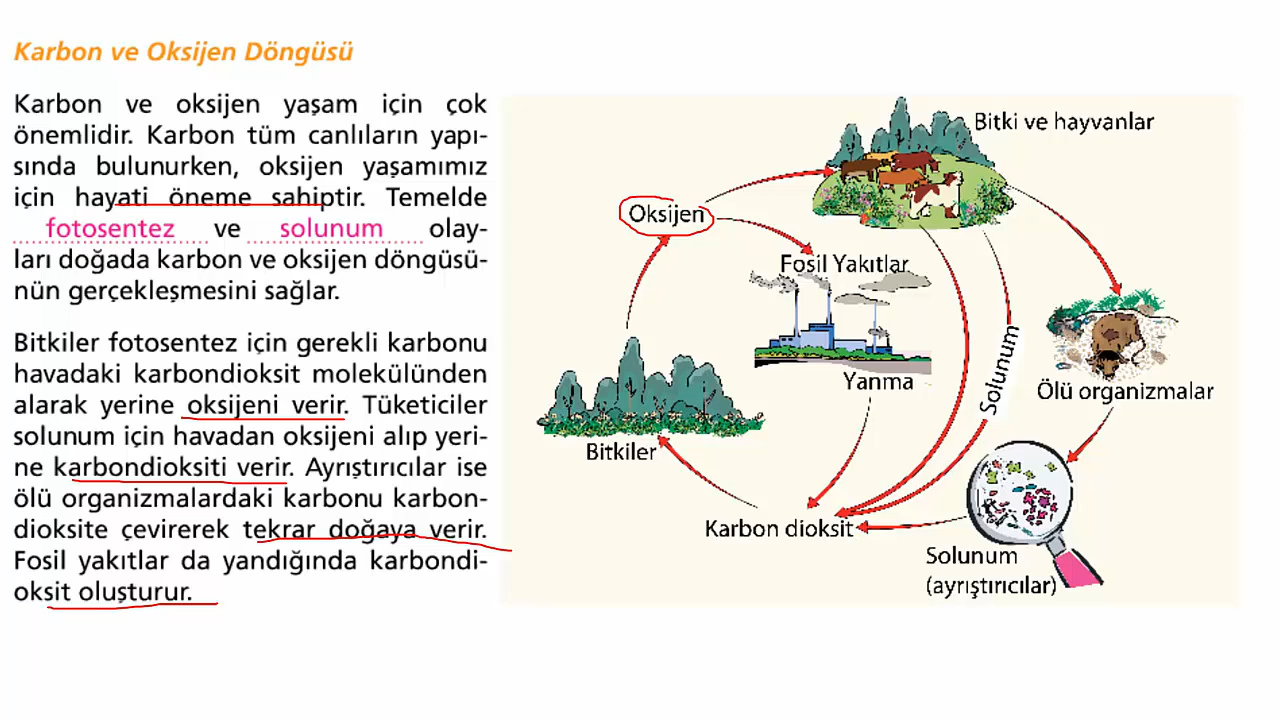 Karbon ve Oksijen Döngüsü
Karbon ve oksijen yaşam için çok
önemlidir. Karbon tüm canlıların yapı-
sında bulunurken, oksijen yaşamımız
için hayati öneme sahiptir. Temelde
fotosentez ve solunum olay-
ları doğada karbon ve oksijen döngüsü-
nün gerçekleşmesini sağlar.
Bitkiler fotosentez için gerekli karbonu
havadaki karbondioksit molekülünden
alarak yerine oksijeni verir. Tüketiciler
solunum için havadan oksijeni alıp yeri-
ne karbondioksiti verir. Ayrıştırıcılar ise
ölü organizmalardaki karbonu karbon-
dioksite çevirerek tekrar doğaya verir.
Fosil yakıtlar da yandığında karbondi-
oksit oluşturur.
Bitki ve hayvanlar
Oksijen
Fosil Yakıtlar
Yanma
Solunum
Ölü organizmalar
Bitkiler
Karbon dioksit
Solunum
(ayrıştırıcılar)